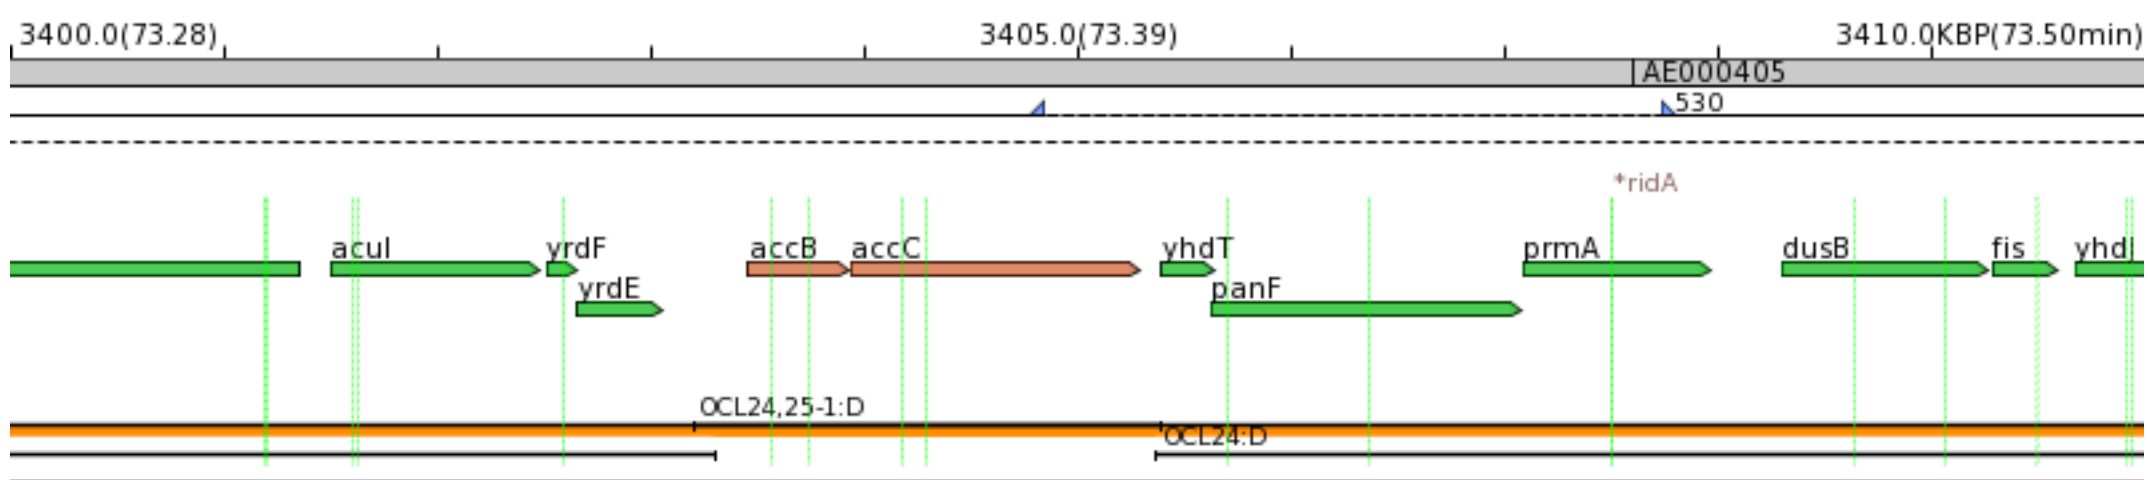 3400.0(73.28) 3405.0(73.39) 3410.0KBP(73.50min)
AE000405
530
*ridA
acuI yrdF accB accC yhdT prmA dusB fis yhdJ
yrdE panF
OCL24,25-1:D
OCL24:D